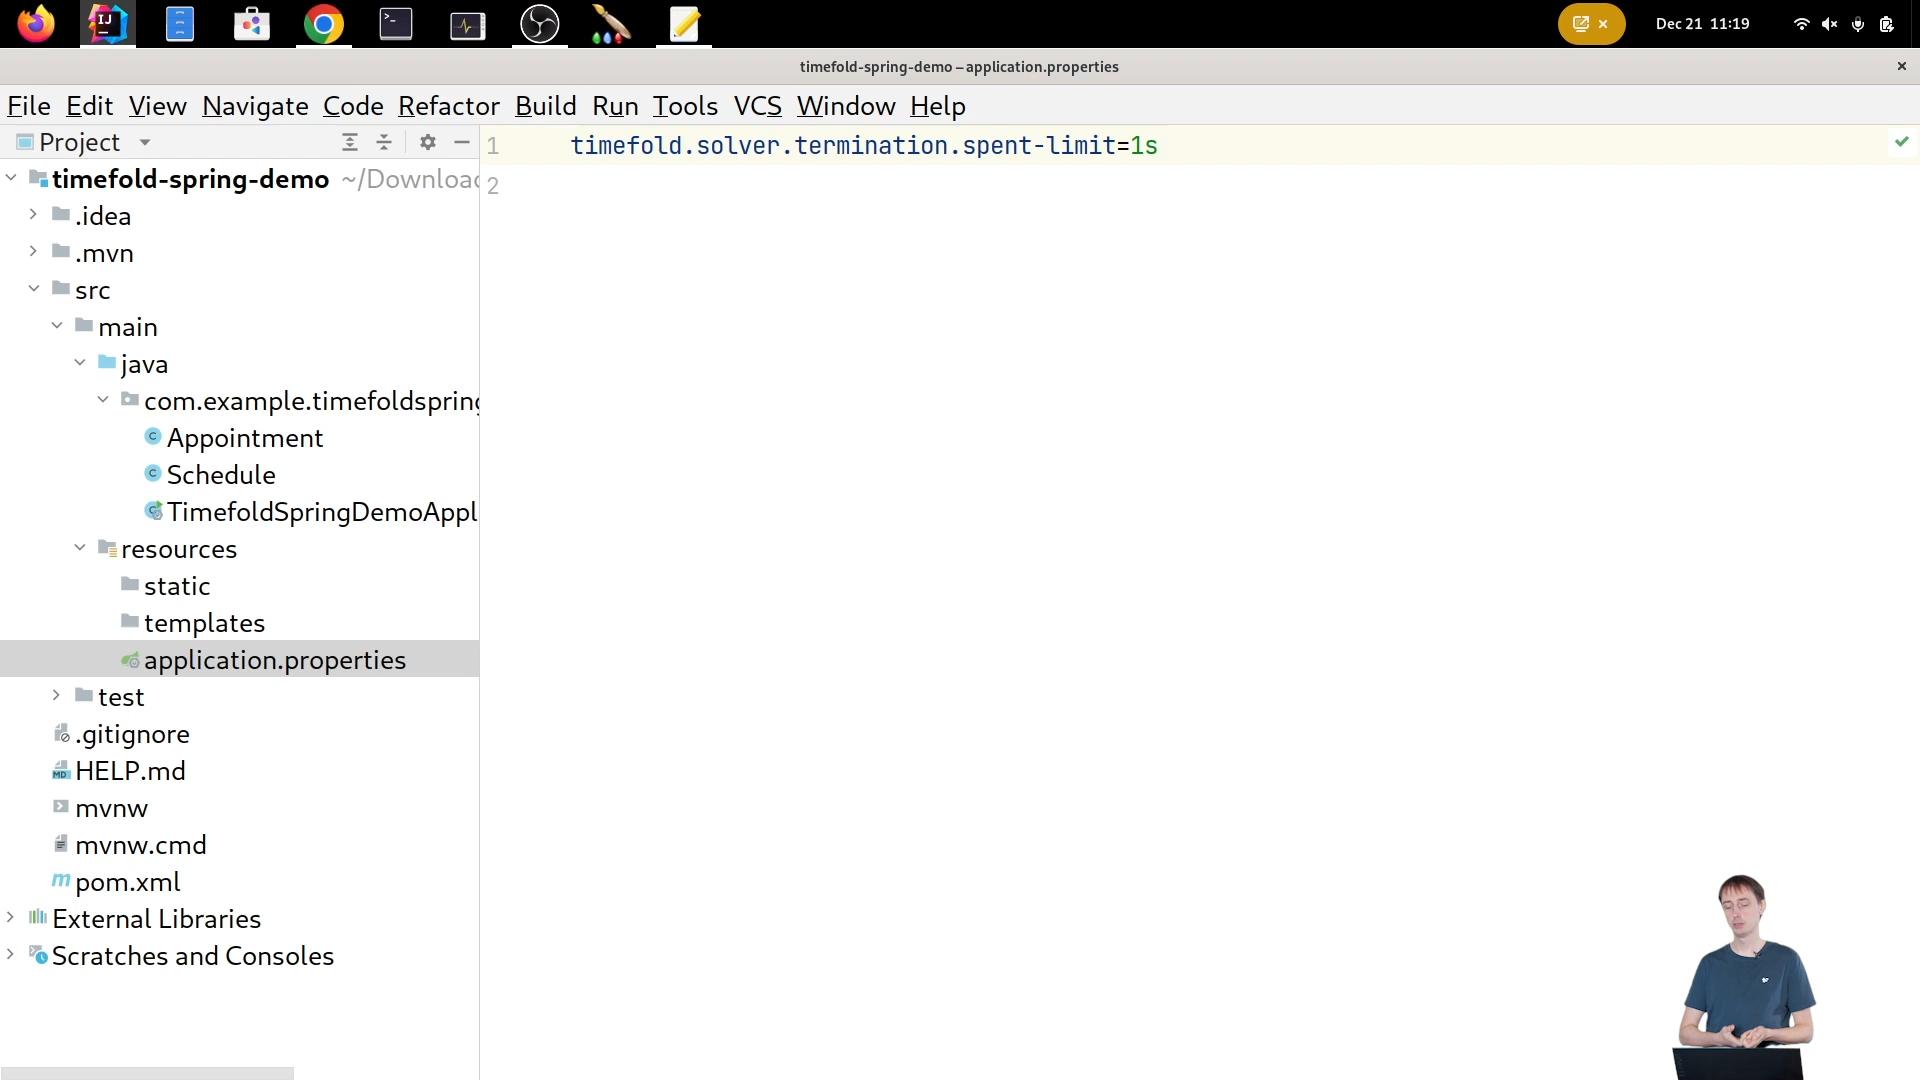 Dec 21 11:19
timefold-spring-demo – application.properties
File Edit View Navigate Code Refactor Build Run Tools VCS Window Help
Project
1 timefold.solver.termination.spent-limit=1s
2
timefold-spring-demo ~/Downloac
.idea
.mvn
src
main
java
com.example.timefoldspring
Appointment
Schedule
TimefoldSpringDemoAppl
resources
static
templates
application.properties
test
.gitignore
HELP.md
mvnw
mvnw.cmd
pom.xml
External Libraries
Scratches and Consoles